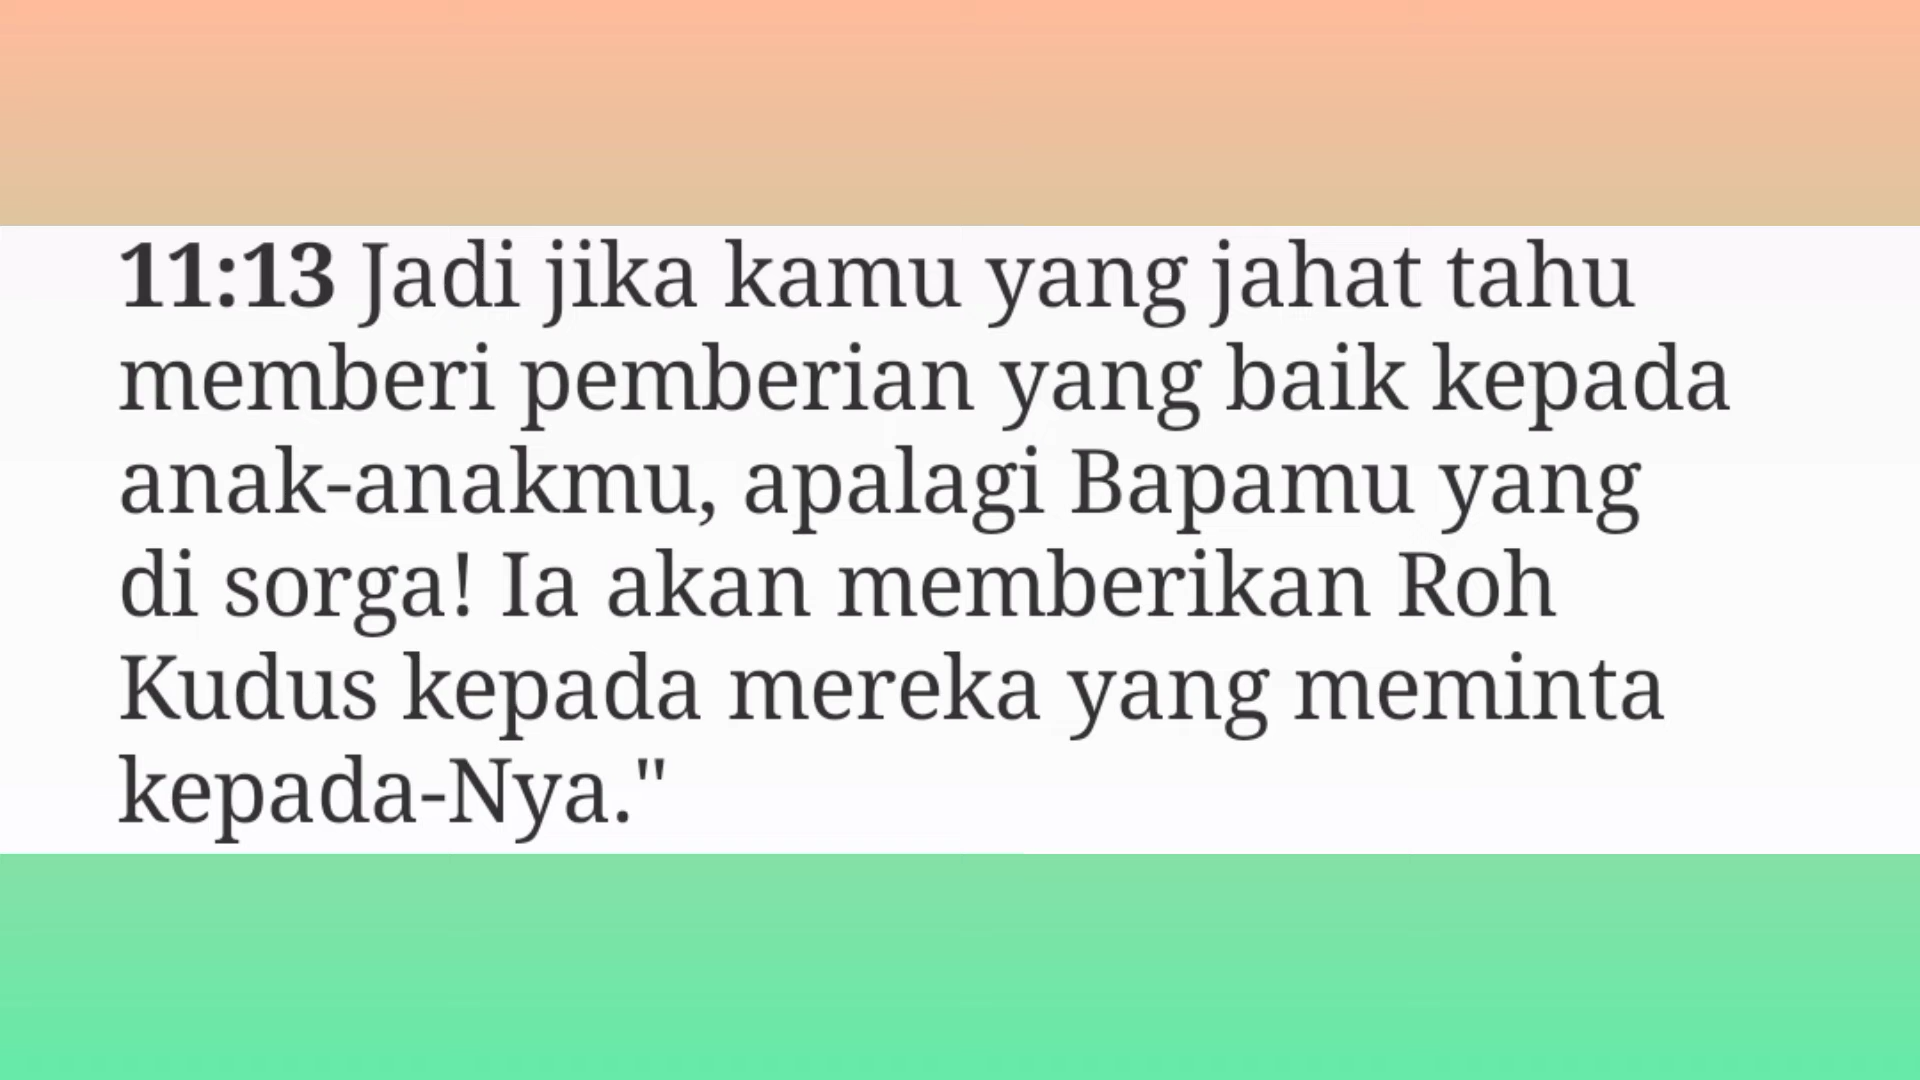 11:13 Jadi jika kamu yang jahat tahu
memberi pemberian yang baik kepada
anak-anakmu, apalagi Bapamu yang
di sorga! Ia akan memberikan Roh
Kudus kepada mereka yang meminta
kepada-Nya."